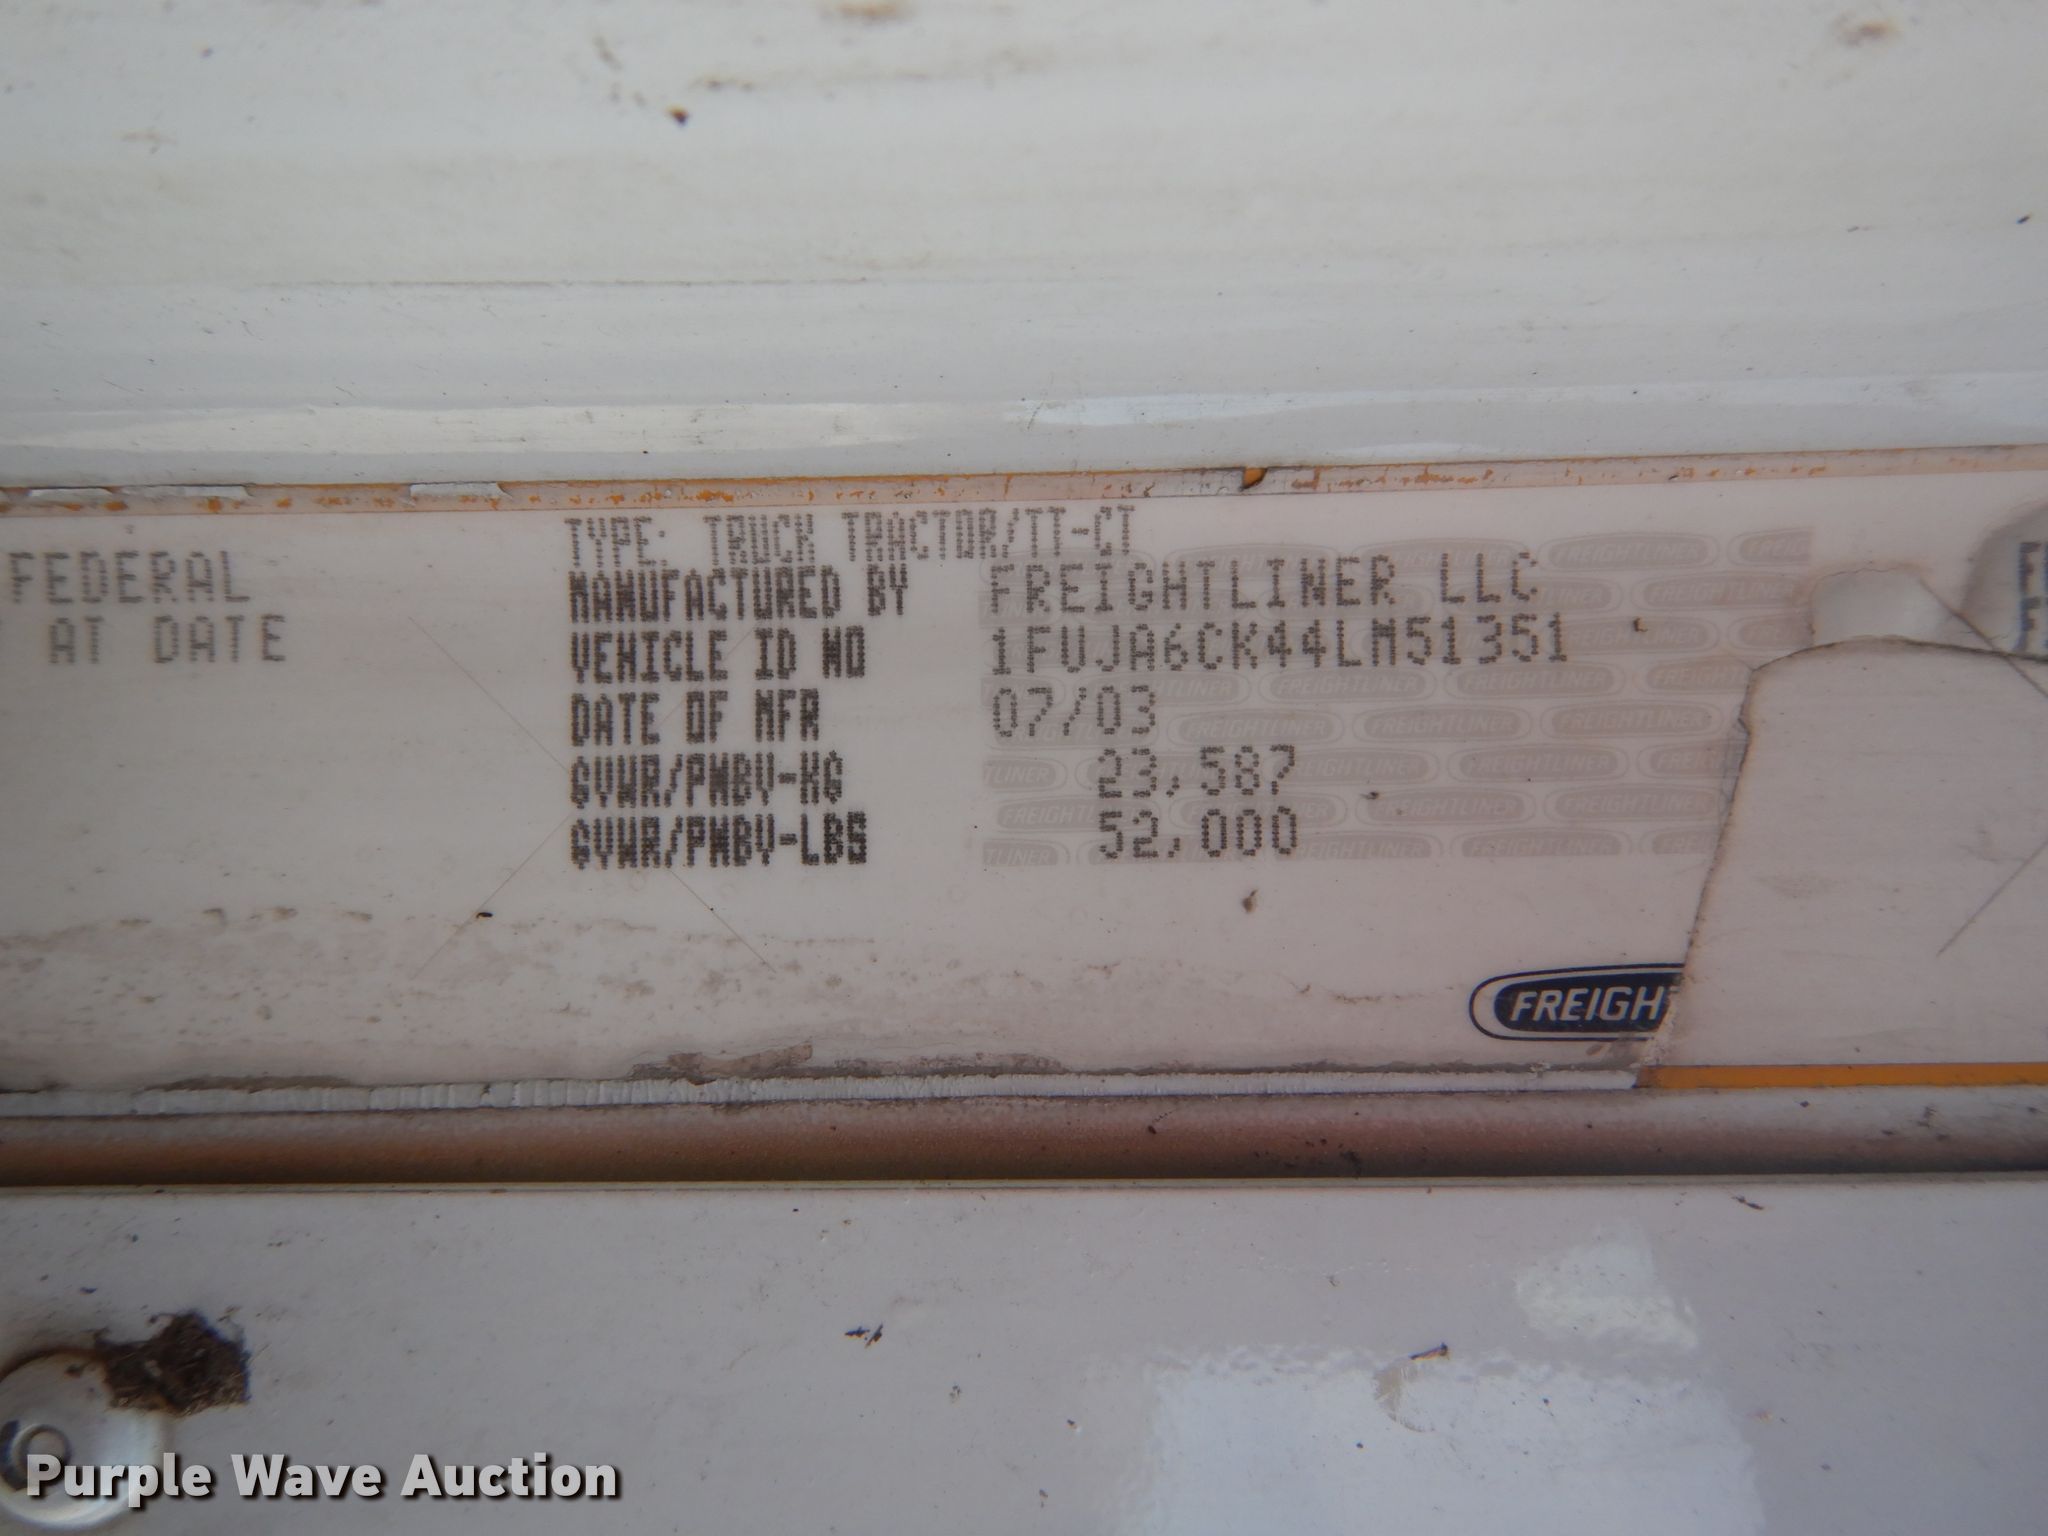 TYPE: TRUCK TRACTOR/TT-CT
FEDERAL
AT DATE
MANUFACTURED BY FREIGHTLINER LLC
VEHICLE ID NO 1FUJA6CK44LM51351
DATE OF MFR 07/03
GVWR/PNBV-KG 23,587
GVWR/PNBV-LBS 52,000
FREIGH
Purple Wave Auction